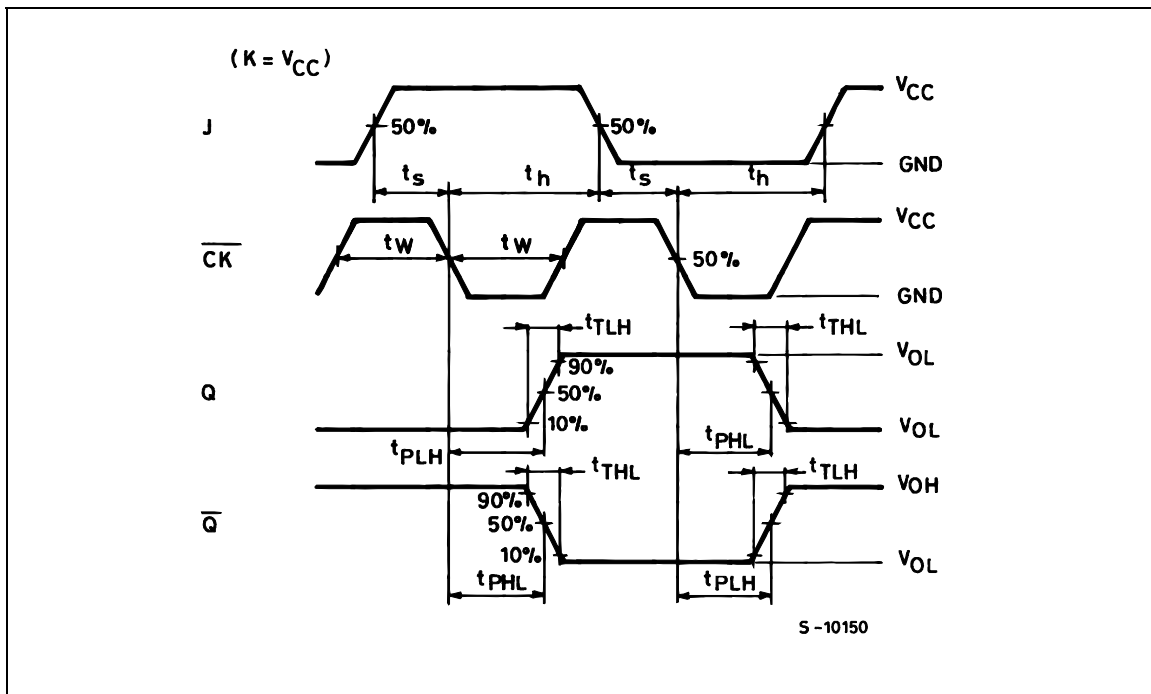 (K = VCC)
VCC
J
50%
50%
GND
ts
th
ts
th
VCC
CK
tW
tW
50%
GND
tTLH
tTHL
VOL
90%
Q
50%
10%
VOL
tPLH
tPHL
tTHL
tTLH
VOH
90%
Q
50%
10%
VOL
tPHL
tPLH
S-10150